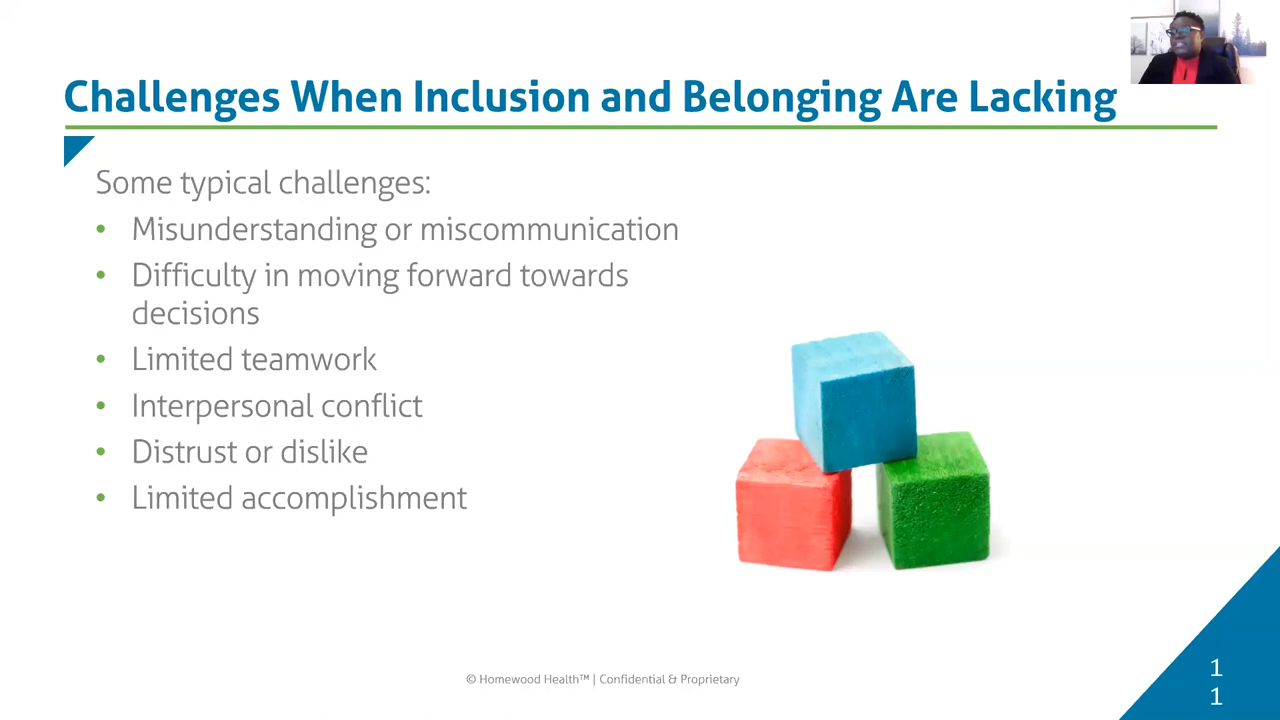 Challenges When Inclusion and Belonging Are Lacking
Some typical challenges:
• Misunderstanding or miscommunication
• Difficulty in moving forward towards
decisions
• Limited teamwork
• Interpersonal conflict
• Distrust or dislike
• Limited accomplishment
© Homewood Health™ | Confidential & Proprietary
1
1